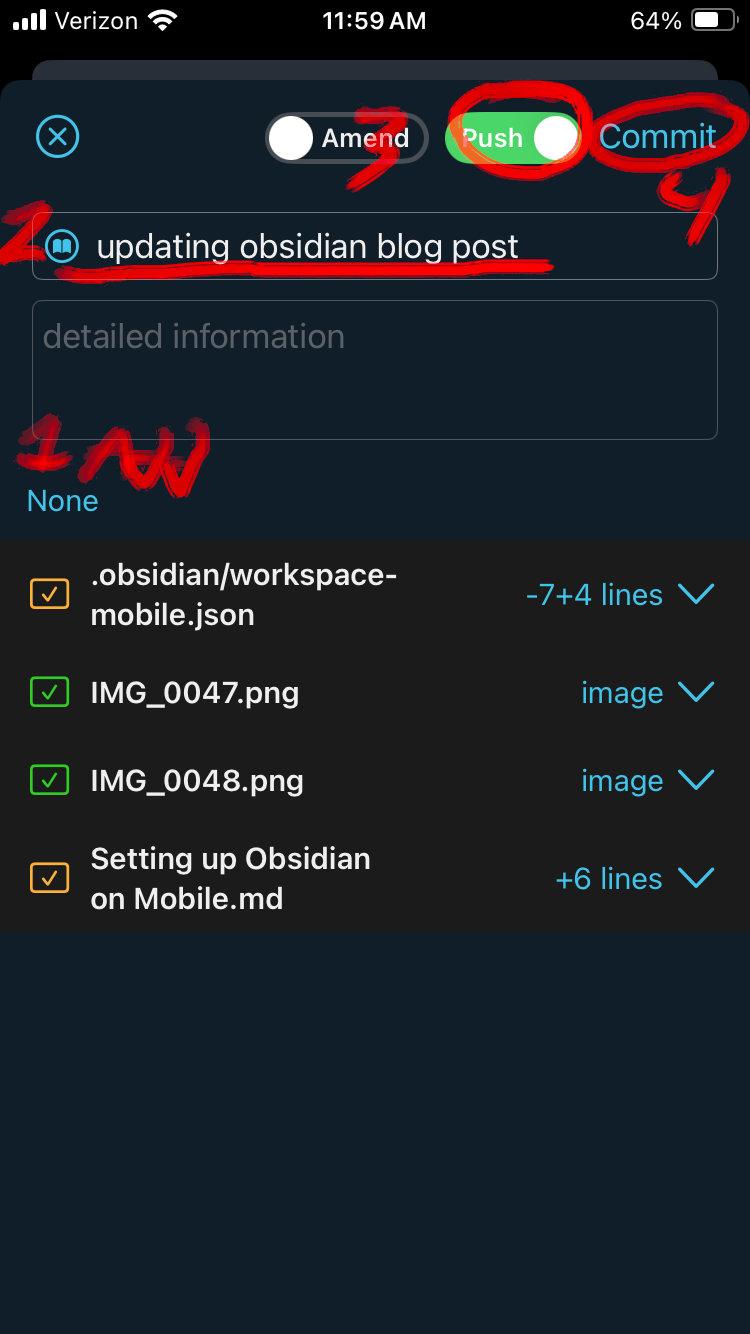 Verizon 11:59 AM 64%
Amend 3 Push Commit
4
2 updating obsidian blog post
detailed information
1
None
.obsidian/workspace-
mobile.json
-7+4 lines
IMG_0047.png image
IMG_0048.png image
Setting up Obsidian
on Mobile.md
+6 lines